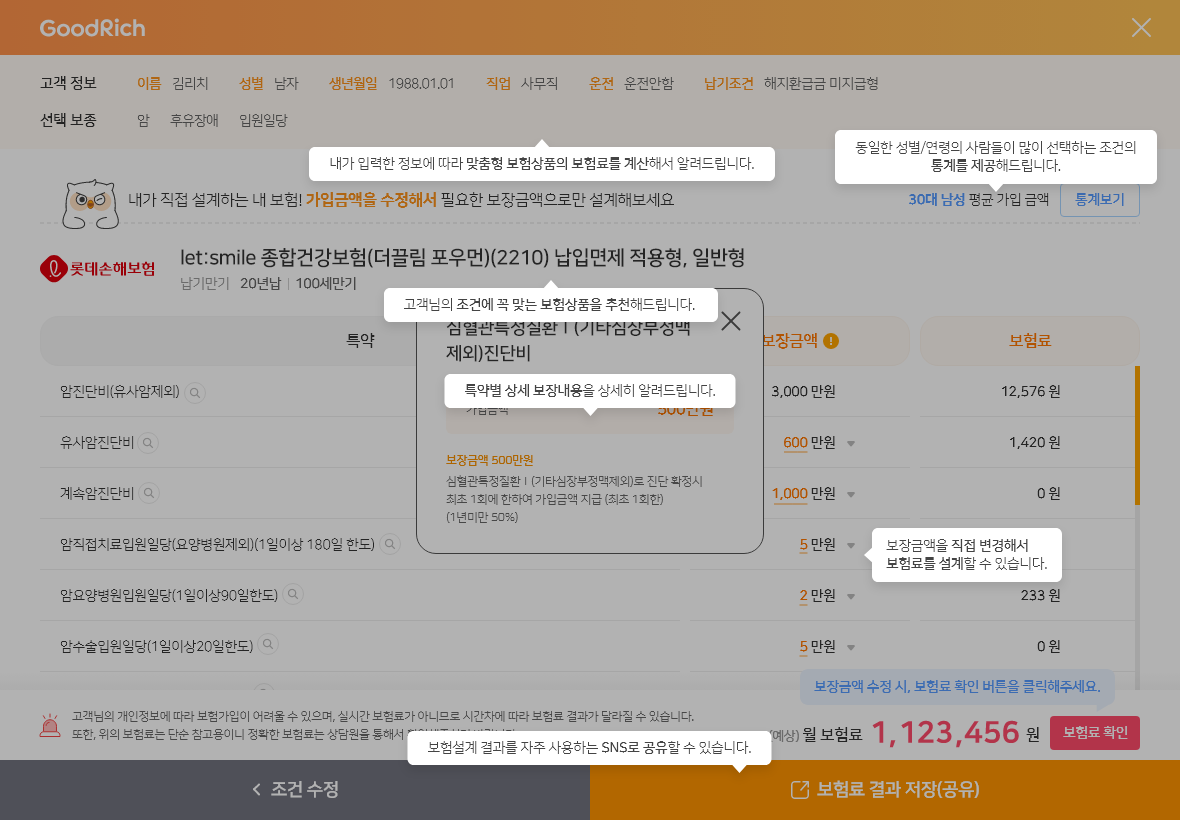 GoodRich
고객 정보 이름 김리치 성별 남자 생년월일 1988.01.01 직업 사무직 운전 운전안함 납기조건 해지환급금 미지급형
선택 보종 암 후유장애 입원일당
내가 입력한 정보에 따라 맞춤형 보험상품의 보험료를 계산해서 알려드립니다.
동일한 성별/연령의 사람들이 많이 선택하는 조건의
통계를 제공해드립니다.
내가 직접 설계하는 내 보험! 가입금액을 수정해서 필요한 보장금액으로만 설계해보세요
30대 남성 평균 가입 금액 통계보기
롯데손해보험
let:smile 종합건강보험(더끌림 포우먼)(2210) 납입면제 적용형, 일반형
납기만기 20년납 | 100세만기
고객님의 조건에 꼭 맞는 보험상품을 추천해드립니다.
특약 보장금액 보험료
심혈관특정질환 I (기타심장부정맥
제외)진단비
특약별 상세 보장내용을 상세히 알려드립니다.
가입금액 500만원
보장금액 500만원
심혈관특정질환 I (기타심장부정맥제외)로 진단 확정시
최초 1회에 한하여 가입금액 지급 (최초 1회한)
(1년미만 50%)
암진단비(유사암제외) 3,000 만원 12,576 원
유사암진단비 600 만원 1,420 원
계속암진단비 1,000 만원 0 원
암직접치료입원일당(요양병원제외)(1일이상 180일 한도) 5 만원
보장금액을 직접 변경해서
보험료를 설계할 수 있습니다.
암요양병원입원일당(1일이상90일한도) 2 만원 233 원
암수술입원일당(1일이상20일한도) 5 만원 0 원
보장금액 수정 시, 보험료 확인 버튼을 클릭해주세요.
고객님의 개인정보에 따라 보험가입이 어려울 수 있으며, 실시간 보험료가 아니므로 시간차에 따라 보험료 결과가 달라질 수 있습니다.
또한, 위의 보험료는 단순 참고용이니 정확한 보험료는 상담원을 통해서
(예상) 월 보험료 1,123,456 원 보험료 확인
보험설계 결과를 자주 사용하는 SNS로 공유할 수 있습니다.
조건 수정
보험료 결과 저장(공유)